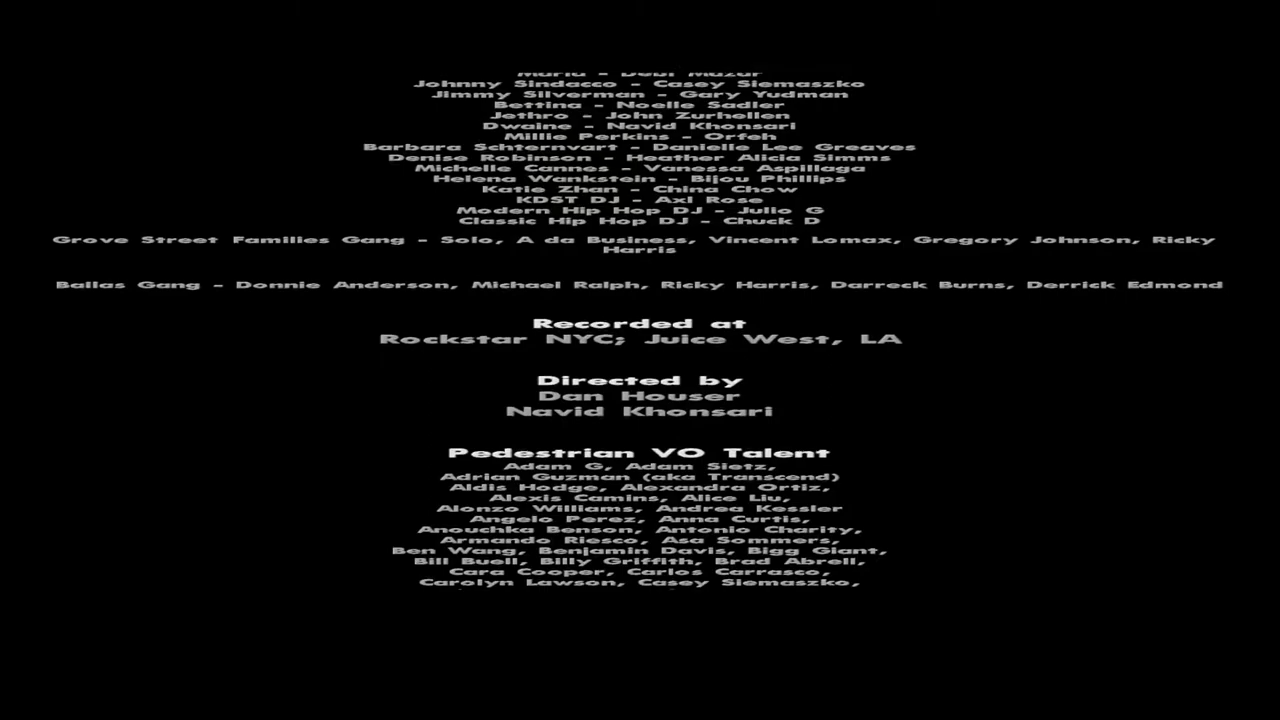 Maria - Debi Mazar
Johnny Sindacco - Casey Siemaszko
Jimmy Silverman - Gary Yudman
Bettina - Noelle Sadler
Jethro - John Zurhellen
Dwaine - Navid Khonsari
Millie Perkins - Orfeh
Barbara Schternvart - Danielle Lee Greaves
Denise Robinson - Heather Alicia Simms
Michelle Cannes - Vanessa Aspillaga
Helena Wankstein - Bijou Phillips
Katie Zhan - China Chow
KDST DJ - Axl Rose
Modern Hip Hop DJ - Julio G
Classic Hip Hop DJ - Chuck D
Grove Street Families Gang - Solo, A da Business, Vincent Lomax, Gregory Johnson, Ricky
Harris
Ballas Gang - Donnie Anderson, Michael Ralph, Ricky Harris, Darreck Burns, Derrick Edmond
Recorded at
Rockstar NYC; Juice West, LA
Directed by
Dan Houser
Navid Khonsari
Pedestrian VO Talent
Adam G, Adam Sietz,
Adrian Guzman (aka Transcend)
Aldis Hodge, Alexandra Ortiz,
Alexis Camins, Alice Liu,
Alonzo Williams, Andrea Kessler
Angelo Perez, Anna Curtis,
Anouchka Benson, Antonio Charity,
Armando Riesco, Asa Sommers,
Ben Wang, Benjamin Davis, Bigg Giant,
Bill Buell, Billy Griffith, Brad Abrell,
Cara Cooper, Carlos Carrasco,
Carolyn Lawson, Casey Siemaszko,